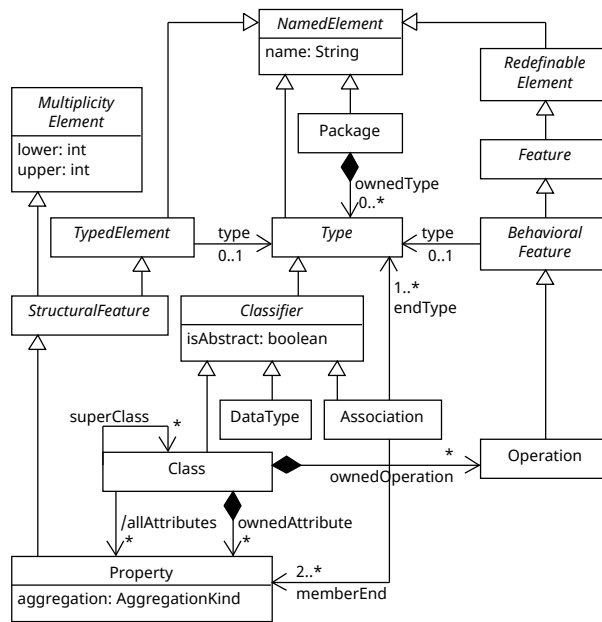 NamedElement
name: String
Multiplicity
Element
lower: int
upper: int
Redefinable
Element
Package
Feature
ownedType
0..*
TypedElement
type
0..1
Type
type
0..1
Behavioral
Feature
StructuralFeature
Classifier
isAbstract: boolean
1..*
endType
DataType
Association
superClass
*
Class
*
ownedOperation
Operation
/allAttributes
*
ownedAttribute
*
Property
aggregation: AggregationKind
2..*
memberEnd